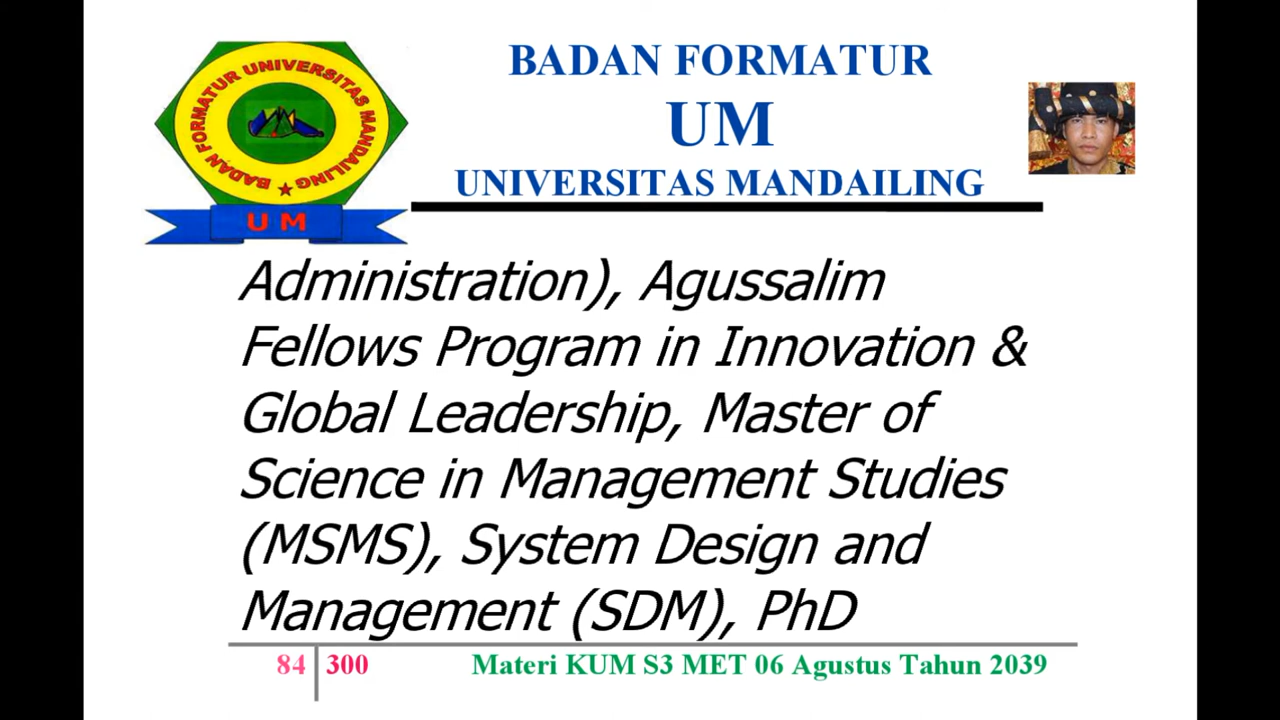 BADAN FORMATUR UNIVERSITAS MANDAILING
U M
BADAN FORMATUR
UM
UNIVERSITAS MANDAILING
Administration), Agussalim
Fellows Program in Innovation &
Global Leadership, Master of
Science in Management Studies
(MSMS), System Design and
Management (SDM), PhD
84 300 Materi KUM S3 MET 06 Agustus Tahun 2039